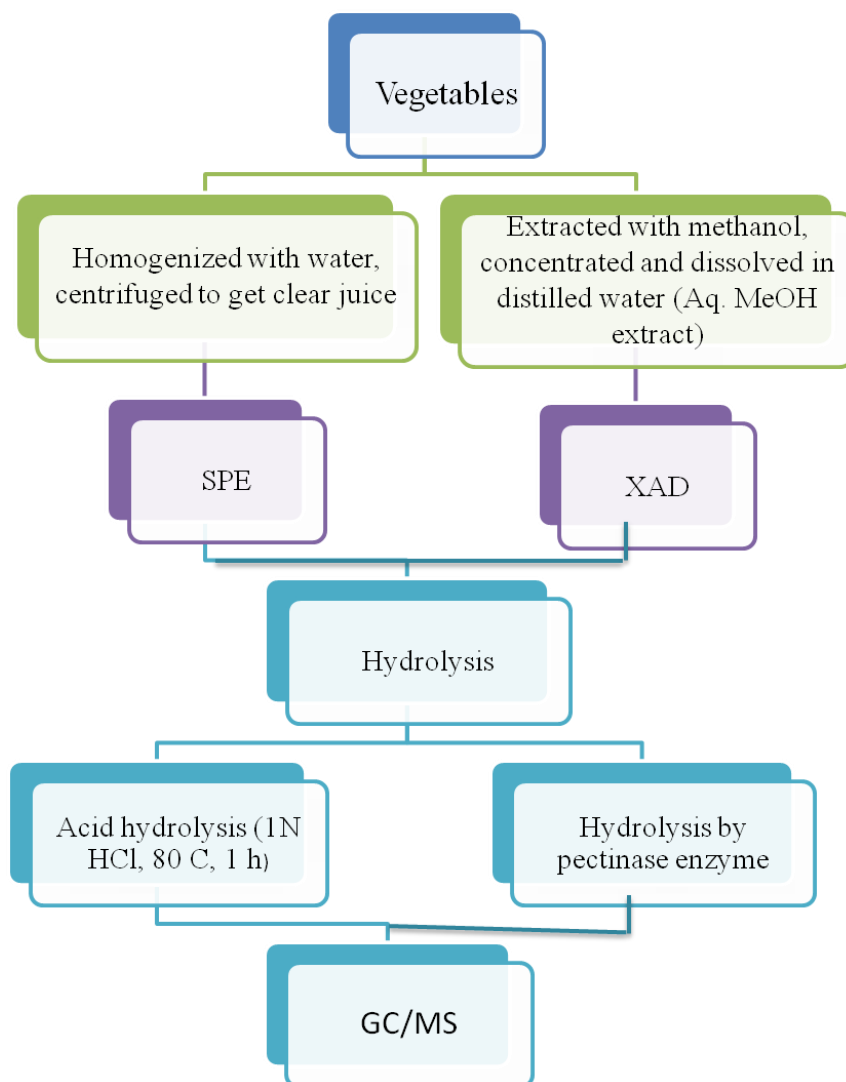 Vegetables
Homogenized with water,
centrifuged to get clear juice
Extracted with methanol,
concentrated and dissolved in
distilled water (Aq. MeOH
extract)
SPE
XAD
Hydrolysis
Acid hydrolysis (1N
HCl, 80 C, 1 h)
Hydrolysis by
pectinase enzyme
GC/MS